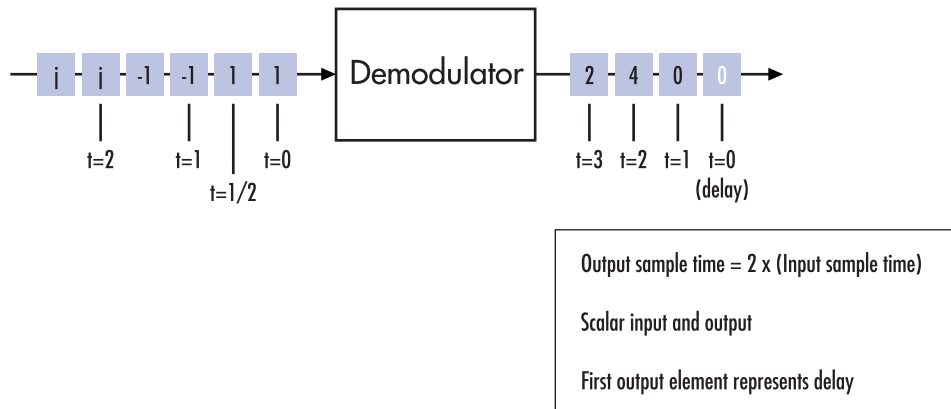 j j -1 -1 1 1
Demodulator
2 4 0 0
t=2 t=1 t=0
t=1/2
t=3 t=2 t=1 t=0
(delay)
Output sample time = 2 x (Input sample time)
Scalar input and output
First output element represents delay